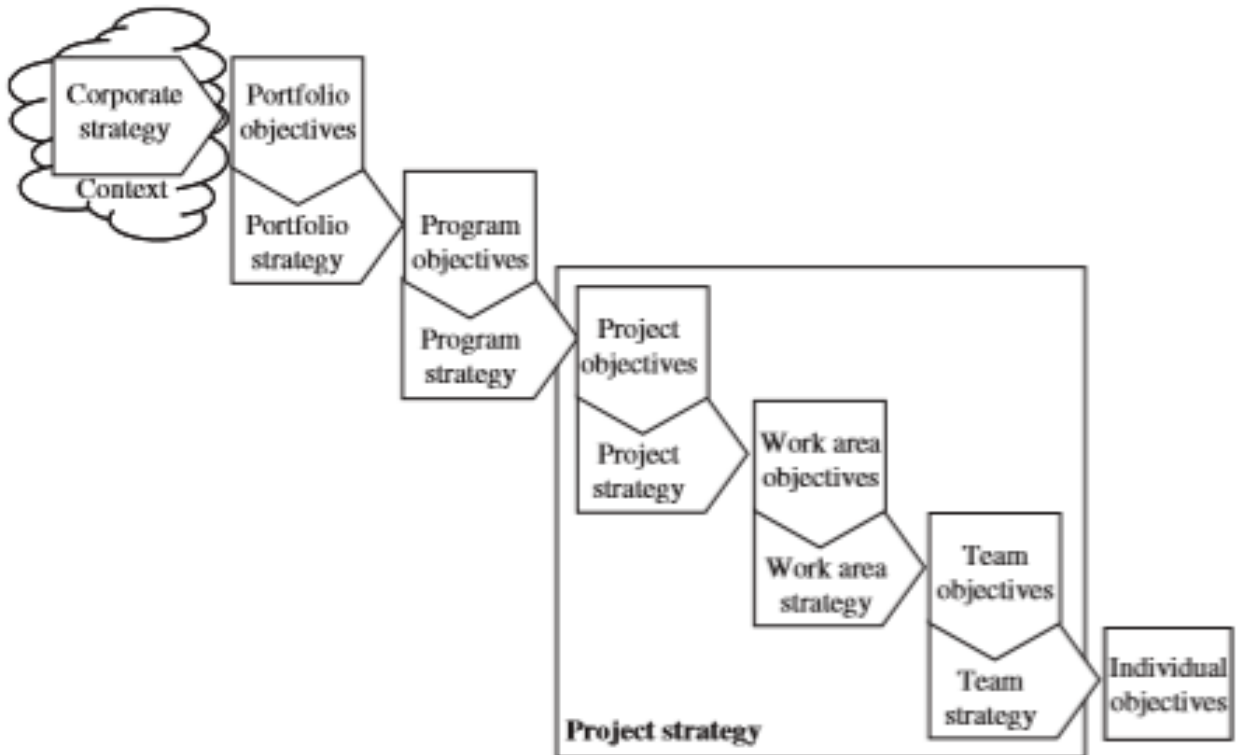 Corporate
strategy
Context
Portfolio
objectives
Portfolio
strategy
Program
objectives
Program
strategy
Project
objectives
Project
strategy
Work area
objectives
Work area
strategy
Team
objectives
Team
strategy
Individual
objectives
Project strategy